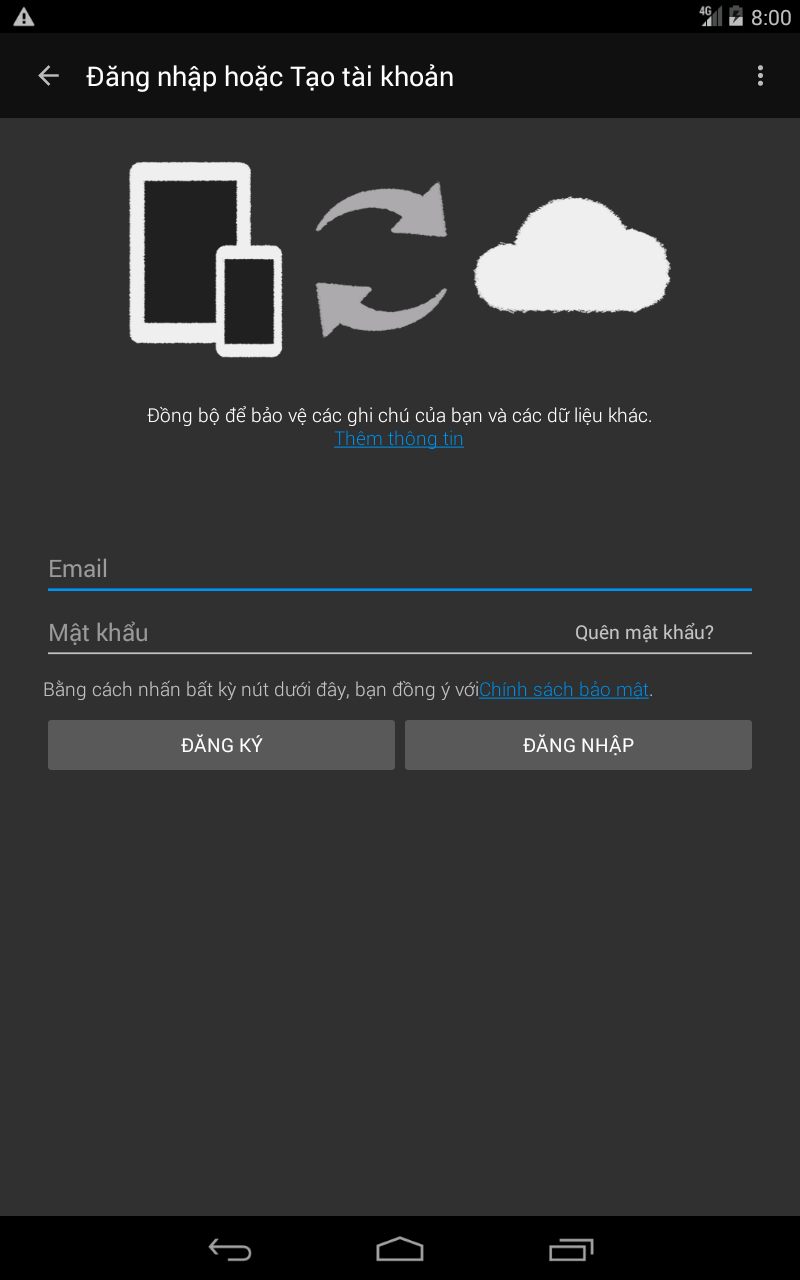 4G 8:00
Đăng nhập hoặc Tạo tài khoản
Đồng bộ để bảo vệ các ghi chú của bạn và các dữ liệu khác.
Thêm thông tin
Email
Mật khẩu Quên mật khẩu?
Bằng cách nhấn bất kỳ nút dưới đây, bạn đồng ý vớiChính sách bảo mật.
ĐĂNG KÝ ĐĂNG NHẬP